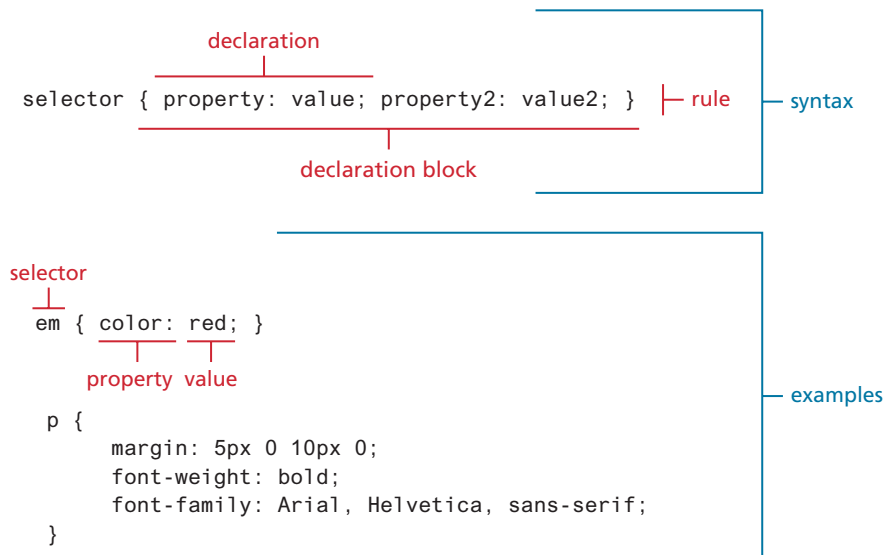 declaration
selector { property: value; property2: value2; }
rule
syntax
declaration block
selector
em { color: red; }
property value
examples
p {
margin: 5px 0 10px 0;
font-weight: bold;
font-family: Arial, Helvetica, sans-serif;
}